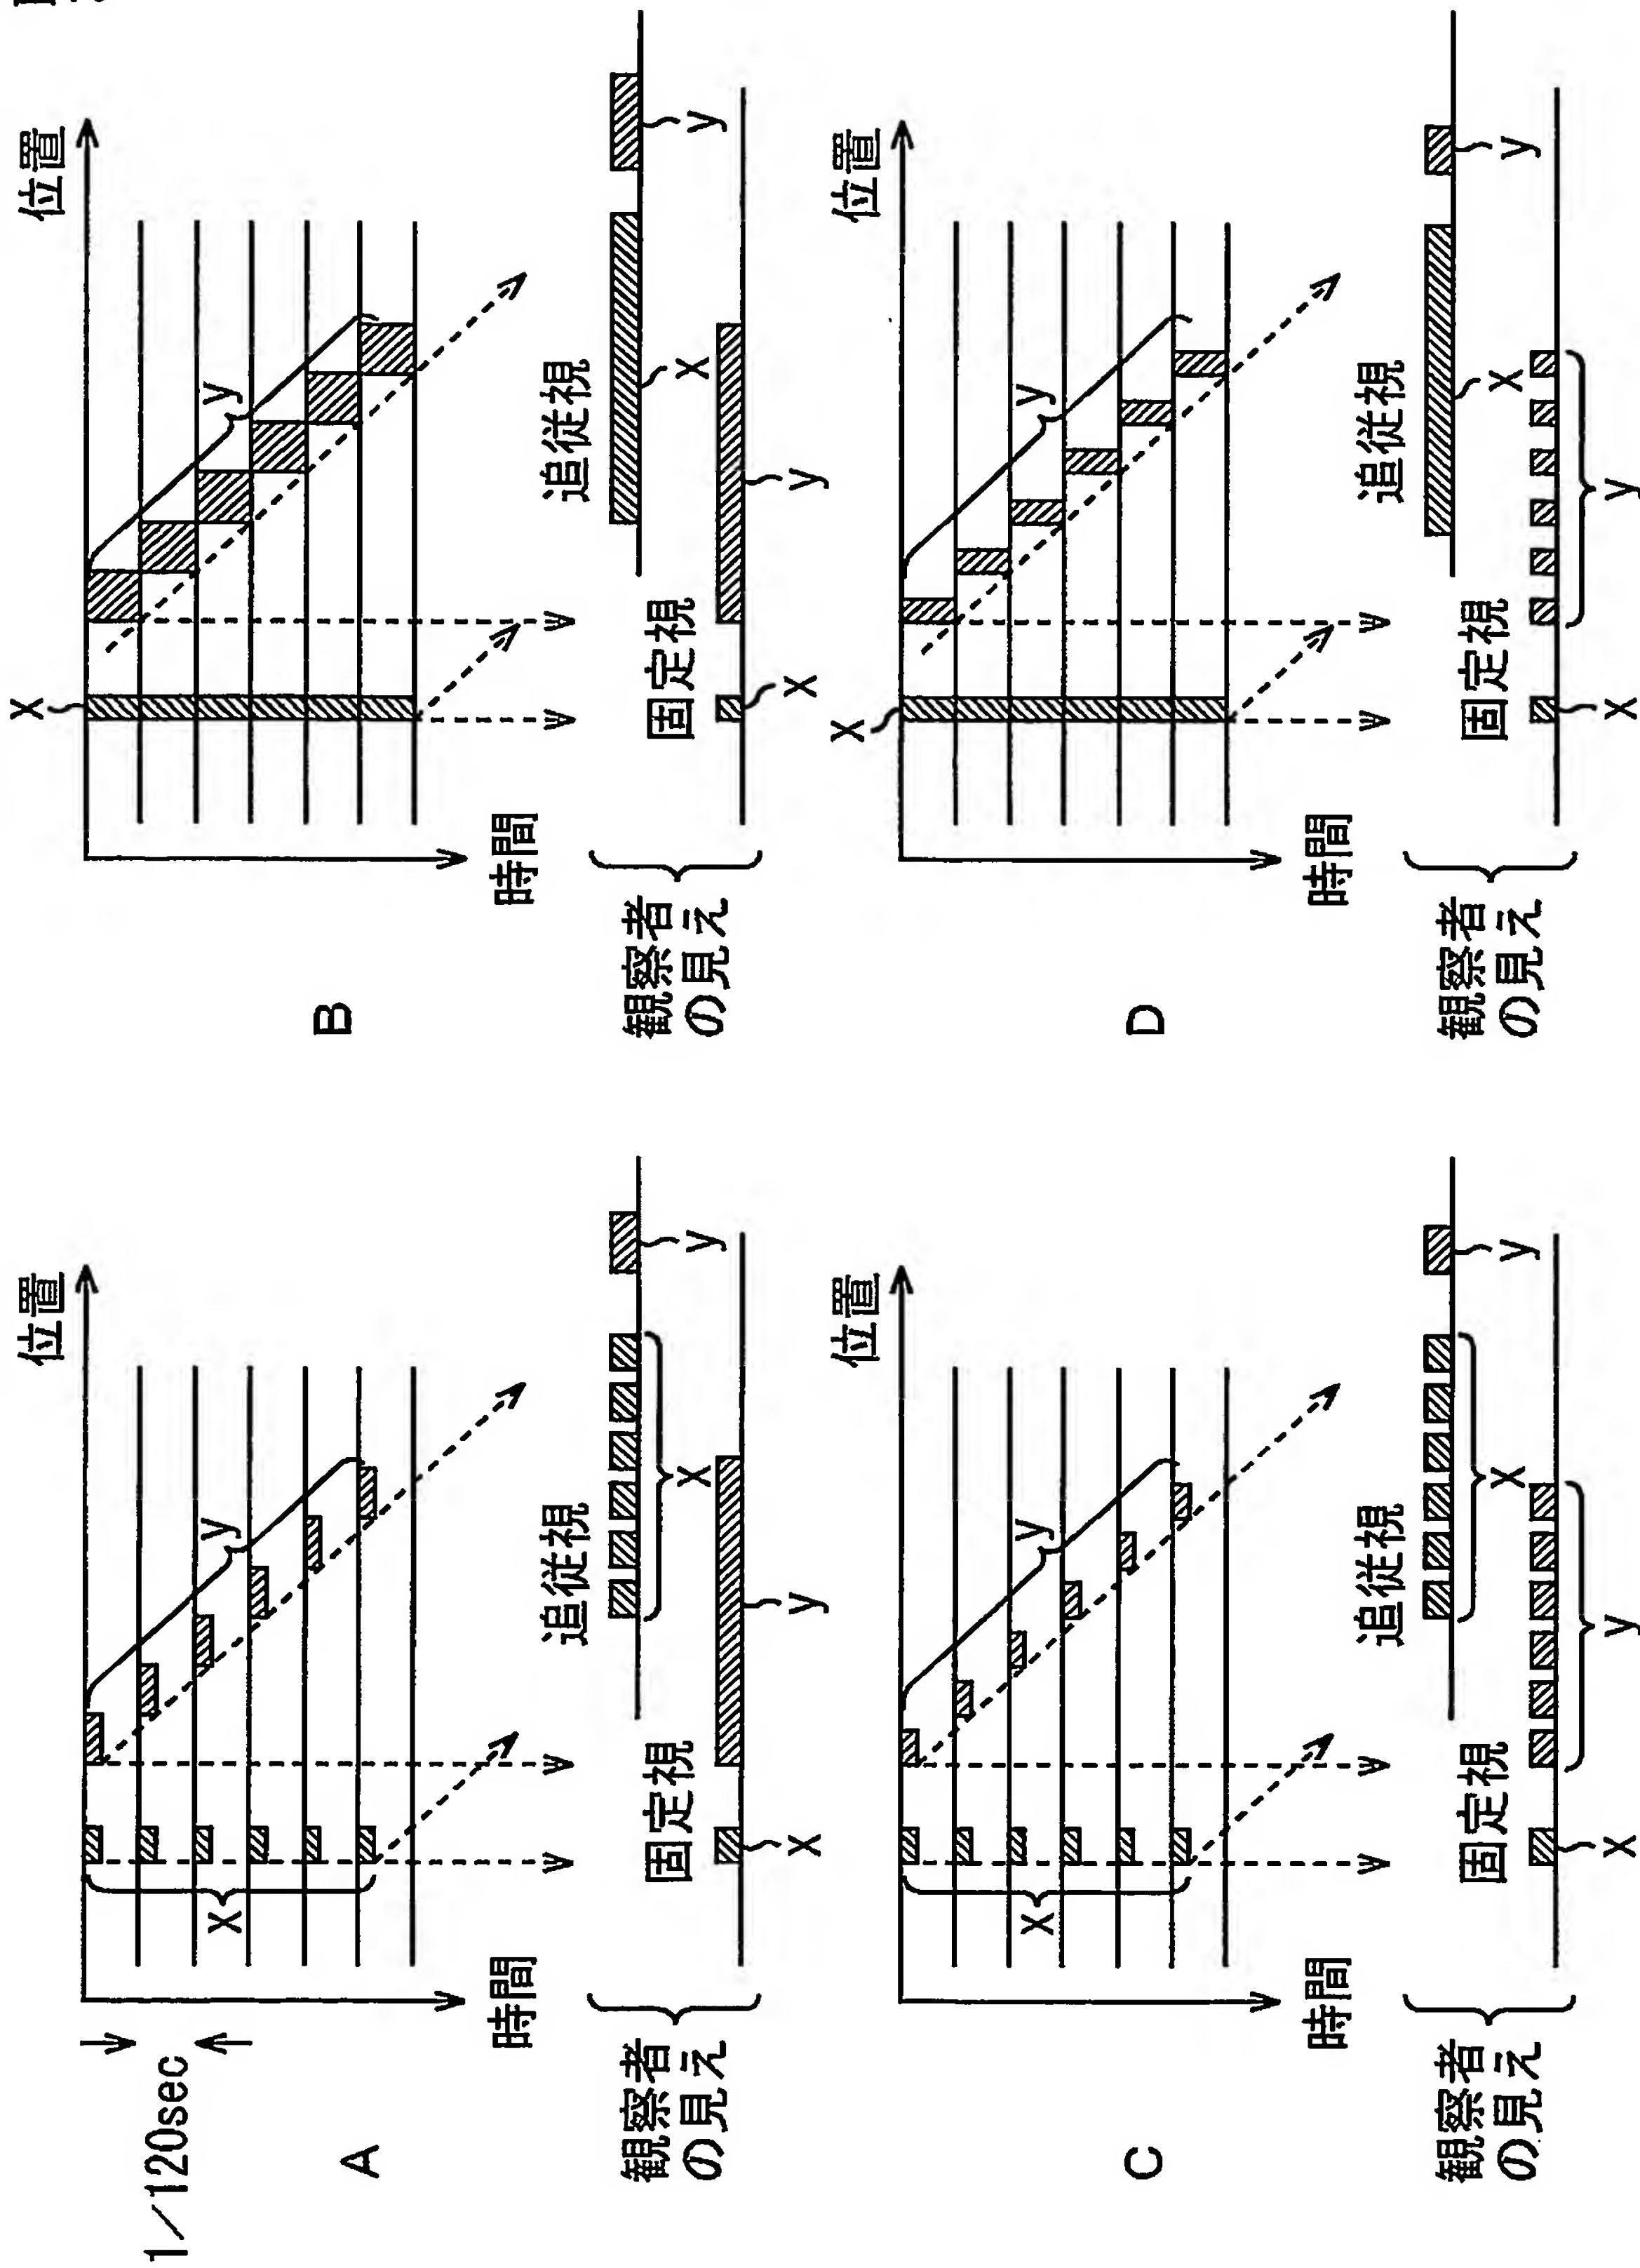 1/120sec
位置
x
y
時間
A
追従視
x
y
固定視
x
y
観察者
の見え
位置
x
y
時間
B
追従視
x
y
固定視
x
y
観察者
の見え
位置
x
y
時間
C
追従視
x
y
固定視
x
y
観察者
の見え
位置
x
y
時間
D
追従視
x
y
固定視
x
y
観察者
の見え